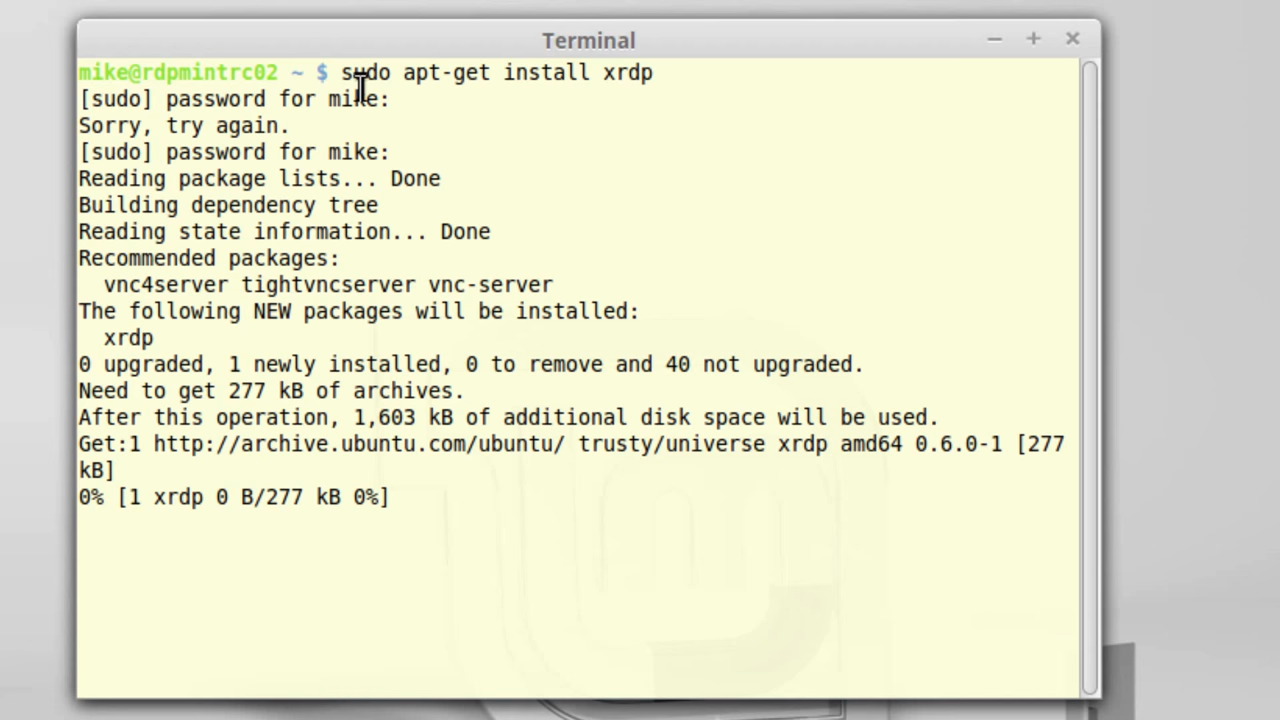 Terminal
mike@rdpmintrc02 ~ $ sudo apt-get install xrdp
[sudo] password for mike:
Sorry, try again.
[sudo] password for mike:
Reading package lists... Done
Building dependency tree
Reading state information... Done
Recommended packages:
  vnc4server tightvncserver vnc-server
The following NEW packages will be installed:
  xrdp
0 upgraded, 1 newly installed, 0 to remove and 40 not upgraded.
Need to get 277 kB of archives.
After this operation, 1,603 kB of additional disk space will be used.
Get:1 http://archive.ubuntu.com/ubuntu/ trusty/universe xrdp amd64 0.6.0-1 [277
kB]
0% [1 xrdp 0 B/277 kB 0%]